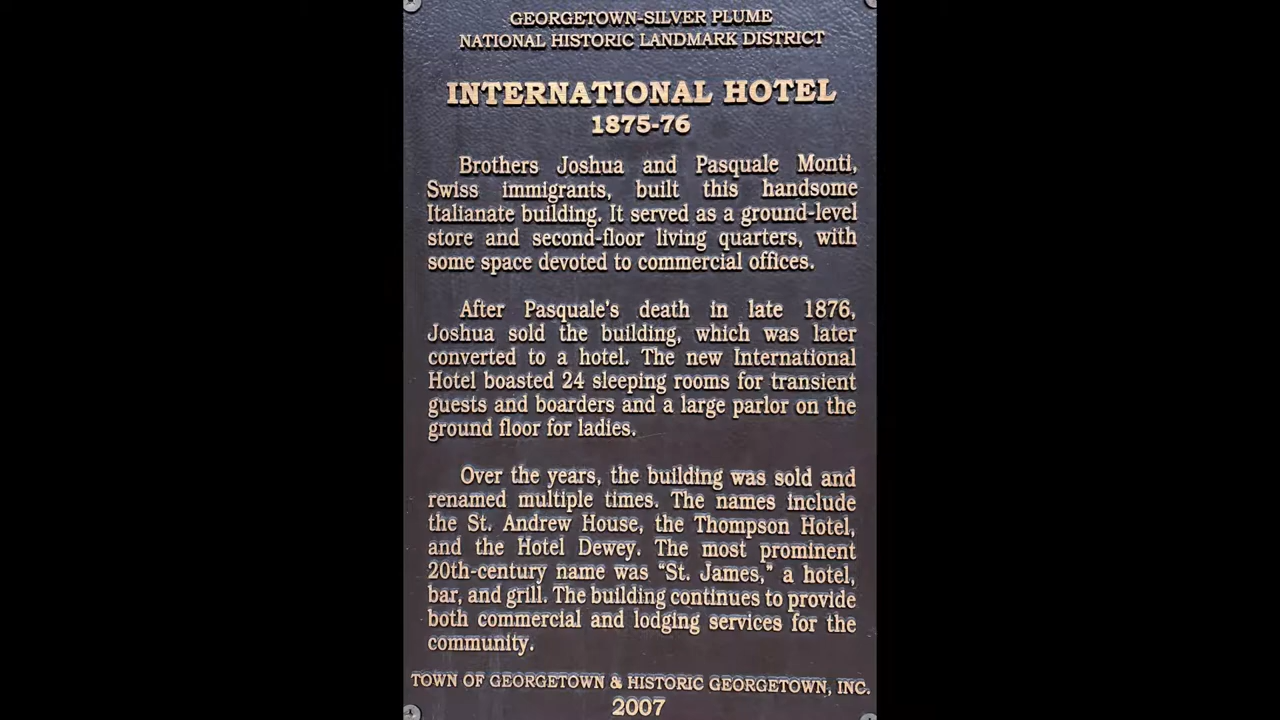 GEORGETOWN-SILVER PLUME
NATIONAL HISTORIC LANDMARK DISTRICT
INTERNATIONAL HOTEL
1875-76
Brothers Joshua and Pasquale Monti,
Swiss immigrants, built this handsome
Italianate building. It served as a ground-level
store and second-floor living quarters, with
some space devoted to commercial offices.
After Pasquale's death in late 1876,
Joshua sold the building, which was later
converted to a hotel. The new International
Hotel boasted 24 sleeping rooms for transient
guests and boarders and a large parlor on the
ground floor for ladies.
Over the years, the building was sold and
renamed multiple times. The names include
the St. Andrew House, the Thompson Hotel,
and the Hotel Dewey. The most prominent
20th-century name was "St. James," a hotel,
bar, and grill. The building continues to provide
both commercial and lodging services for the
community.
TOWN OF GEORGETOWN & HISTORIC GEORGETOWN, INC.
2007